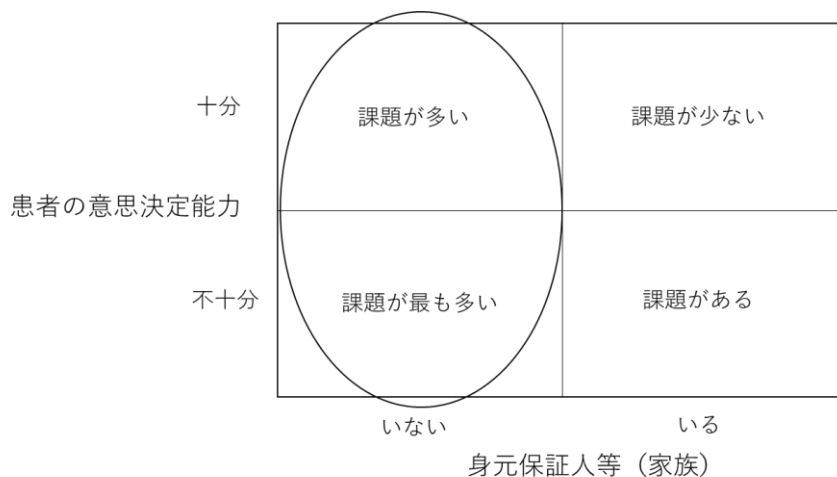 十分
課題が多い
課題が少ない
患者の意思決定能力
不十分
課題が最も多い
課題がある
いない
いる
身元保証人等（家族）